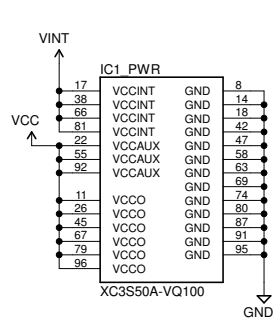 VINT
IC1_PWR
17 VCCINT GND 8
38 VCCINT GND 14
66 VCCINT GND 18
81 VCCINT GND 42
VCC
22 VCCAUX GND 47
55 VCCAUX GND 58
92 VCCAUX GND 63
GND 69
11 VCCO GND 74
26 VCCO GND 80
45 VCCO GND 87
67 VCCO GND 91
79 VCCO GND 95
96 VCCO
XC3S50A-VQ100
GND